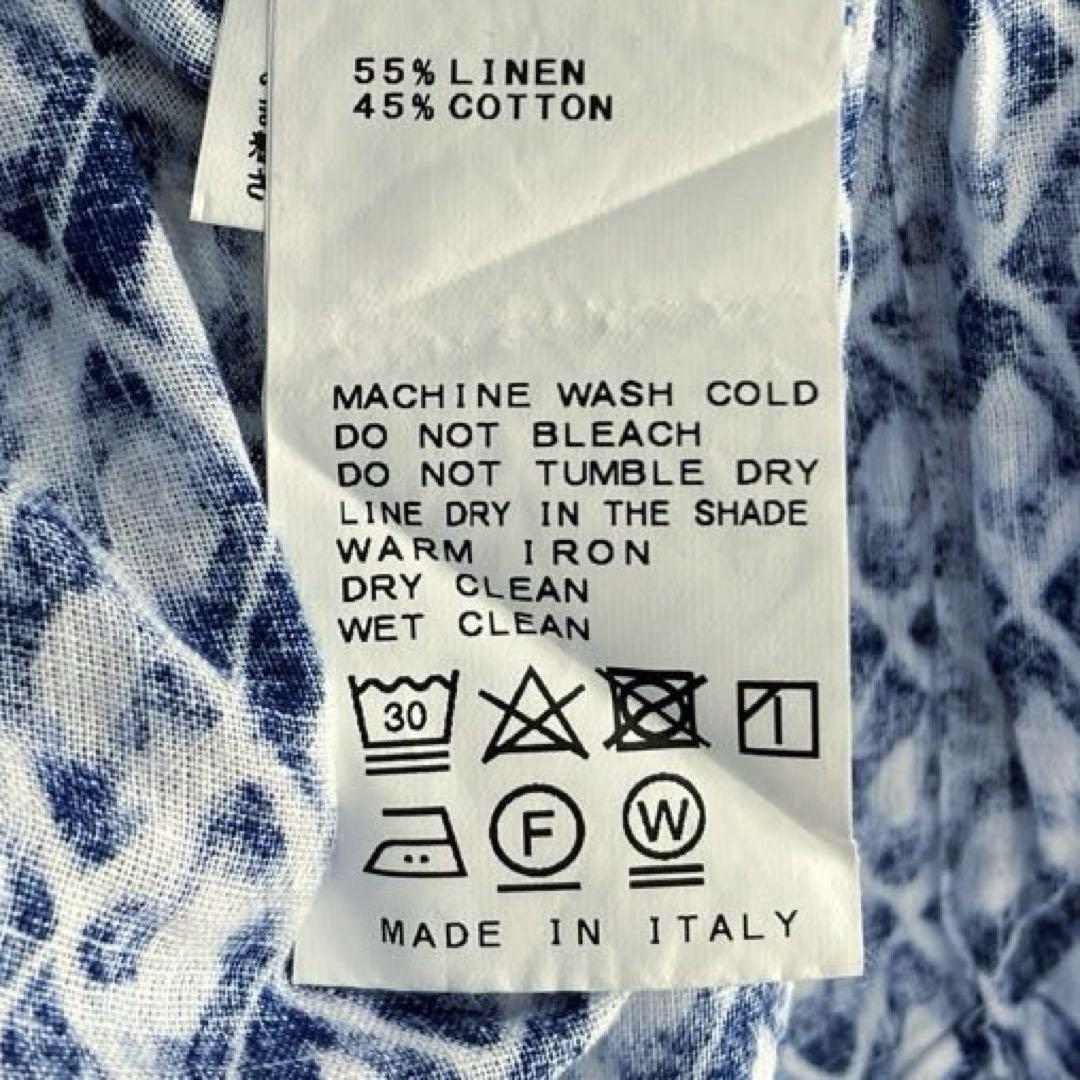 55% LINEN
45% COTTON
MACHINE WASH COLD
DO NOT BLEACH
DO NOT TUMBLE DRY
LINE DRY IN THE SHADE
WARM IRON
DRY CLEAN
WET CLEAN
30
F
W
MADE IN ITALY